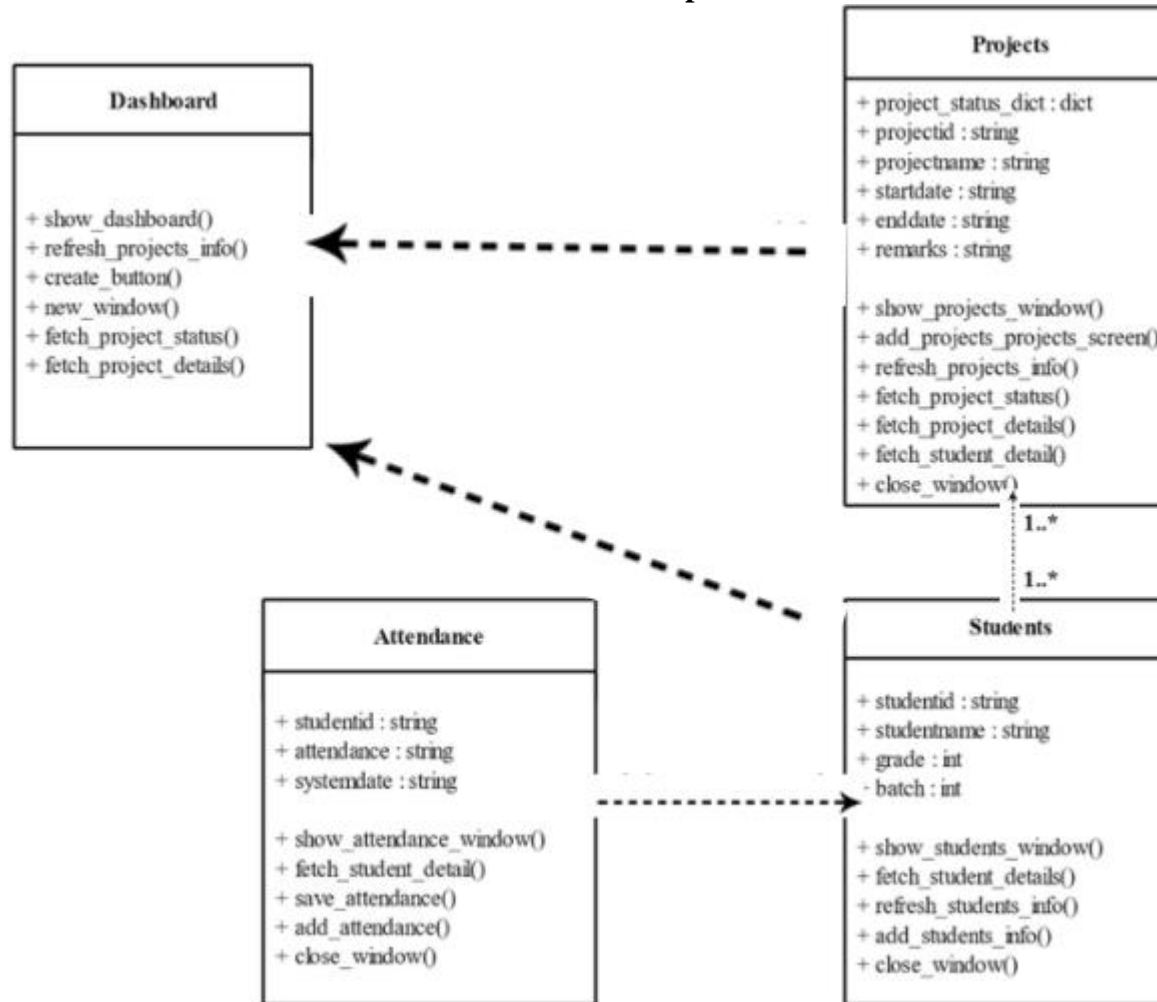 Dashboard
+ show_dashboard()
+ refresh_projects_info()
+ create_button()
+ new_window()
+ fetch_project_status()
+ fetch_project_details()
Projects
+ project_status_dict : dict
+ projectid : string
+ projectname : string
+ startdate : string
+ enddate : string
+ remarks : string
+ show_projects_window()
+ add_projects_projects_screen()
+ refresh_projects_info()
+ fetch_project_status()
+ fetch_project_details()
+ fetch_student_detail()
+ close_window()
1..*
1..*
Attendance
+ studentid : string
+ attendance : string
+ systemdate : string
+ show_attendance_window()
+ fetch_student_detail()
+ save_attendance()
+ add_attendance()
+ close_window()
Students
+ studentid : string
+ studentname : string
+ grade : int
- batch : int
+ show_students_window()
+ fetch_student_details()
+ refresh_students_info()
+ add_students_info()
+ close_window()